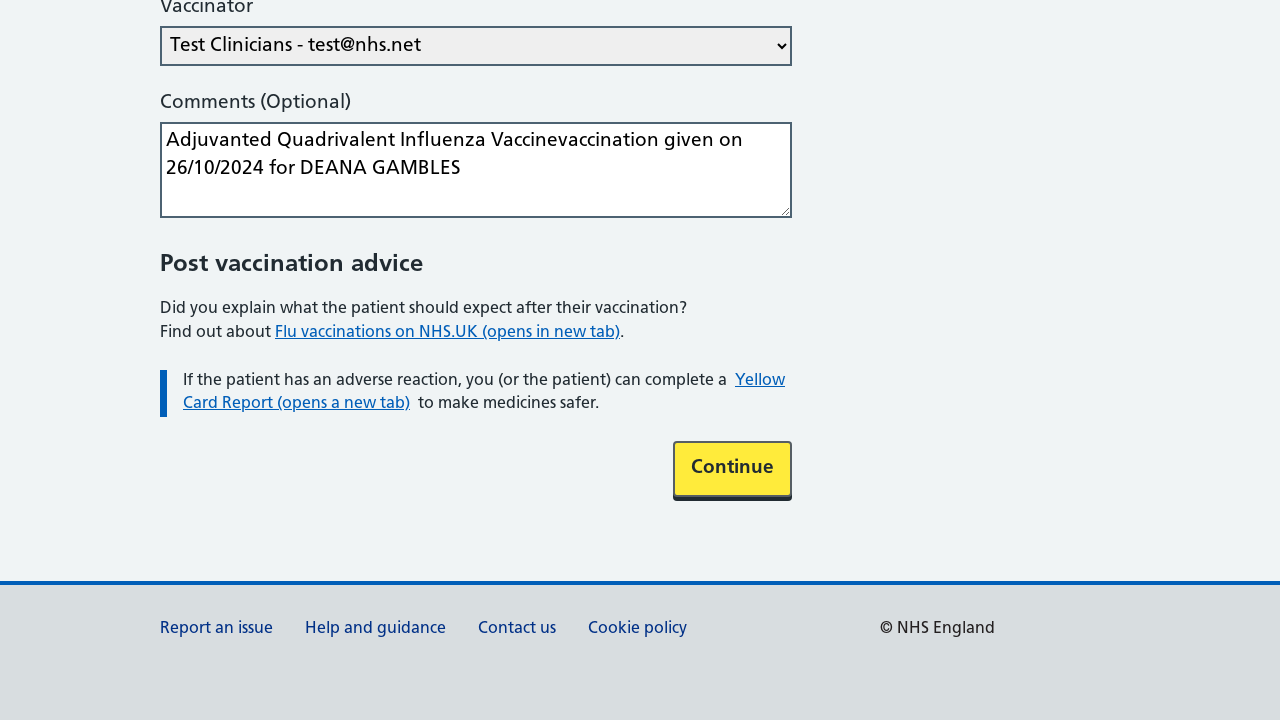 Vaccinator
Test Clinicians - test@nhs.net
Comments (Optional)
Adjuvanted Quadrivalent Influenza Vaccinevaccination given on
26/10/2024 for DEANA GAMBLES
Post vaccination advice
Did you explain what the patient should expect after their vaccination?
Find out about Flu vaccinations on NHS.UK (opens in new tab).
If the patient has an adverse reaction, you (or the patient) can complete a Yellow
Card Report (opens a new tab) to make medicines safer.
Continue
Report an issue Help and guidance Contact us Cookie policy © NHS England